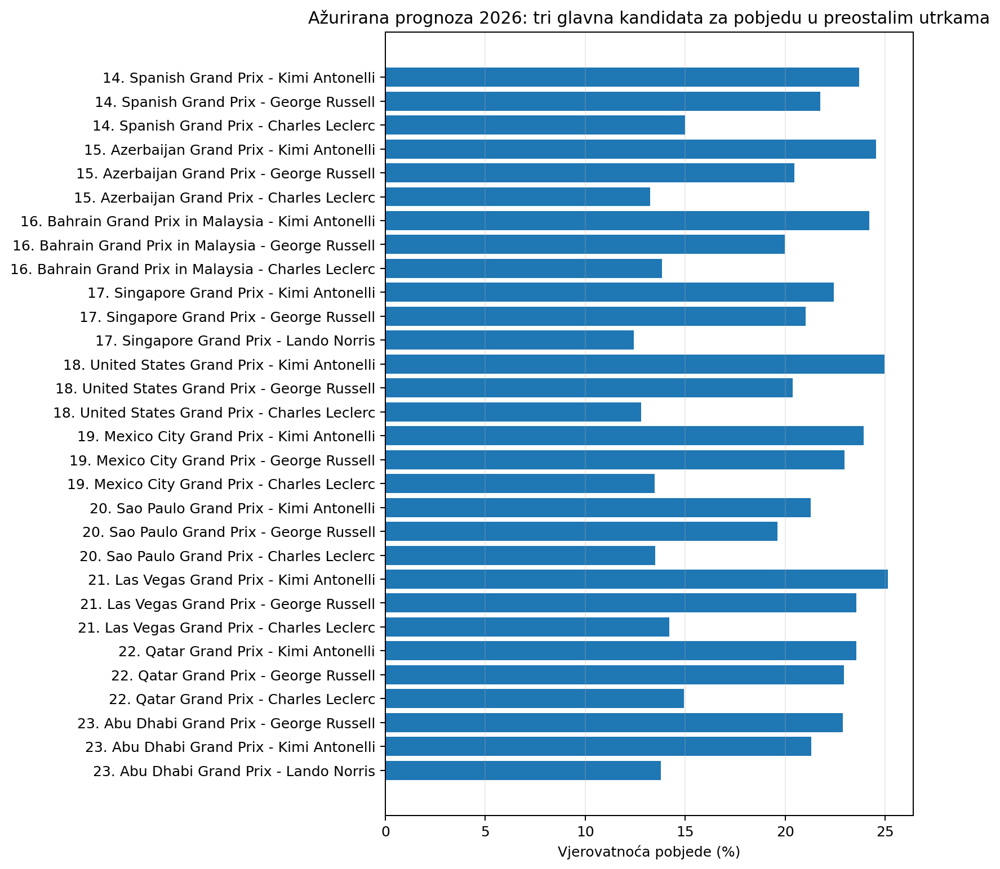 Ažurirana prognoza 2026: tri glavna kandidata za pobjedu u preostalim utrkama
14. Spanish Grand Prix - Kimi Antonelli
14. Spanish Grand Prix - George Russell
14. Spanish Grand Prix - Charles Leclerc
15. Azerbaijan Grand Prix - Kimi Antonelli
15. Azerbaijan Grand Prix - George Russell
15. Azerbaijan Grand Prix - Charles Leclerc
16. Bahrain Grand Prix in Malaysia - Kimi Antonelli
16. Bahrain Grand Prix in Malaysia - George Russell
16. Bahrain Grand Prix in Malaysia - Charles Leclerc
17. Singapore Grand Prix - Kimi Antonelli
17. Singapore Grand Prix - George Russell
17. Singapore Grand Prix - Lando Norris
18. United States Grand Prix - Kimi Antonelli
18. United States Grand Prix - George Russell
18. United States Grand Prix - Charles Leclerc
19. Mexico City Grand Prix - Kimi Antonelli
19. Mexico City Grand Prix - George Russell
19. Mexico City Grand Prix - Charles Leclerc
20. Sao Paulo Grand Prix - Kimi Antonelli
20. Sao Paulo Grand Prix - George Russell
20. Sao Paulo Grand Prix - Charles Leclerc
21. Las Vegas Grand Prix - Kimi Antonelli
21. Las Vegas Grand Prix - George Russell
21. Las Vegas Grand Prix - Charles Leclerc
22. Qatar Grand Prix - Kimi Antonelli
22. Qatar Grand Prix - George Russell
22. Qatar Grand Prix - Charles Leclerc
23. Abu Dhabi Grand Prix - George Russell
23. Abu Dhabi Grand Prix - Kimi Antonelli
23. Abu Dhabi Grand Prix - Lando Norris
0 5 10 15 20 25
Vjerovatnoća pobjede (%)